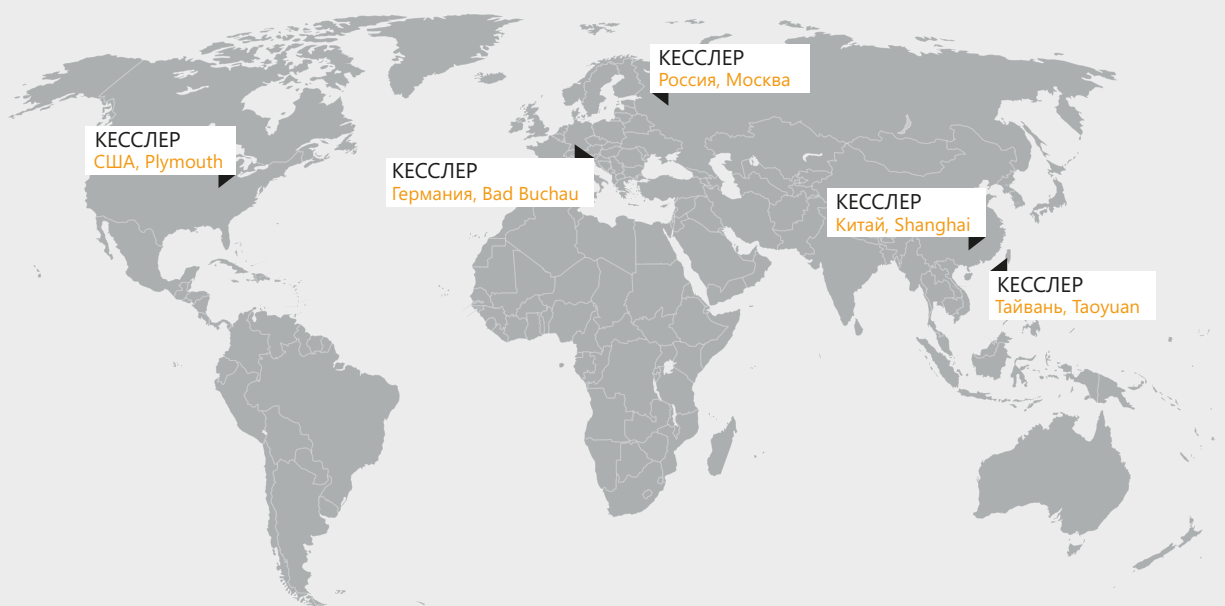 КЕССЛЕР
Россия, Москва
КЕССЛЕР
США, Plymouth
КЕССЛЕР
Германия, Bad Buchau
КЕССЛЕР
Китай, Shanghai
КЕССЛЕР
Тайвань, Taoyuan